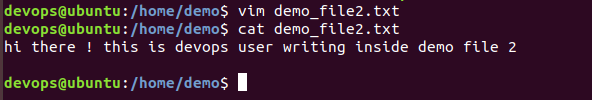 devops@ubuntu:/home/demo$ vim demo_file2.txt
devops@ubuntu:/home/demo$ cat demo_file2.txt
hi there ! this is devops user writing inside demo file 2
devops@ubuntu:/home/demo$